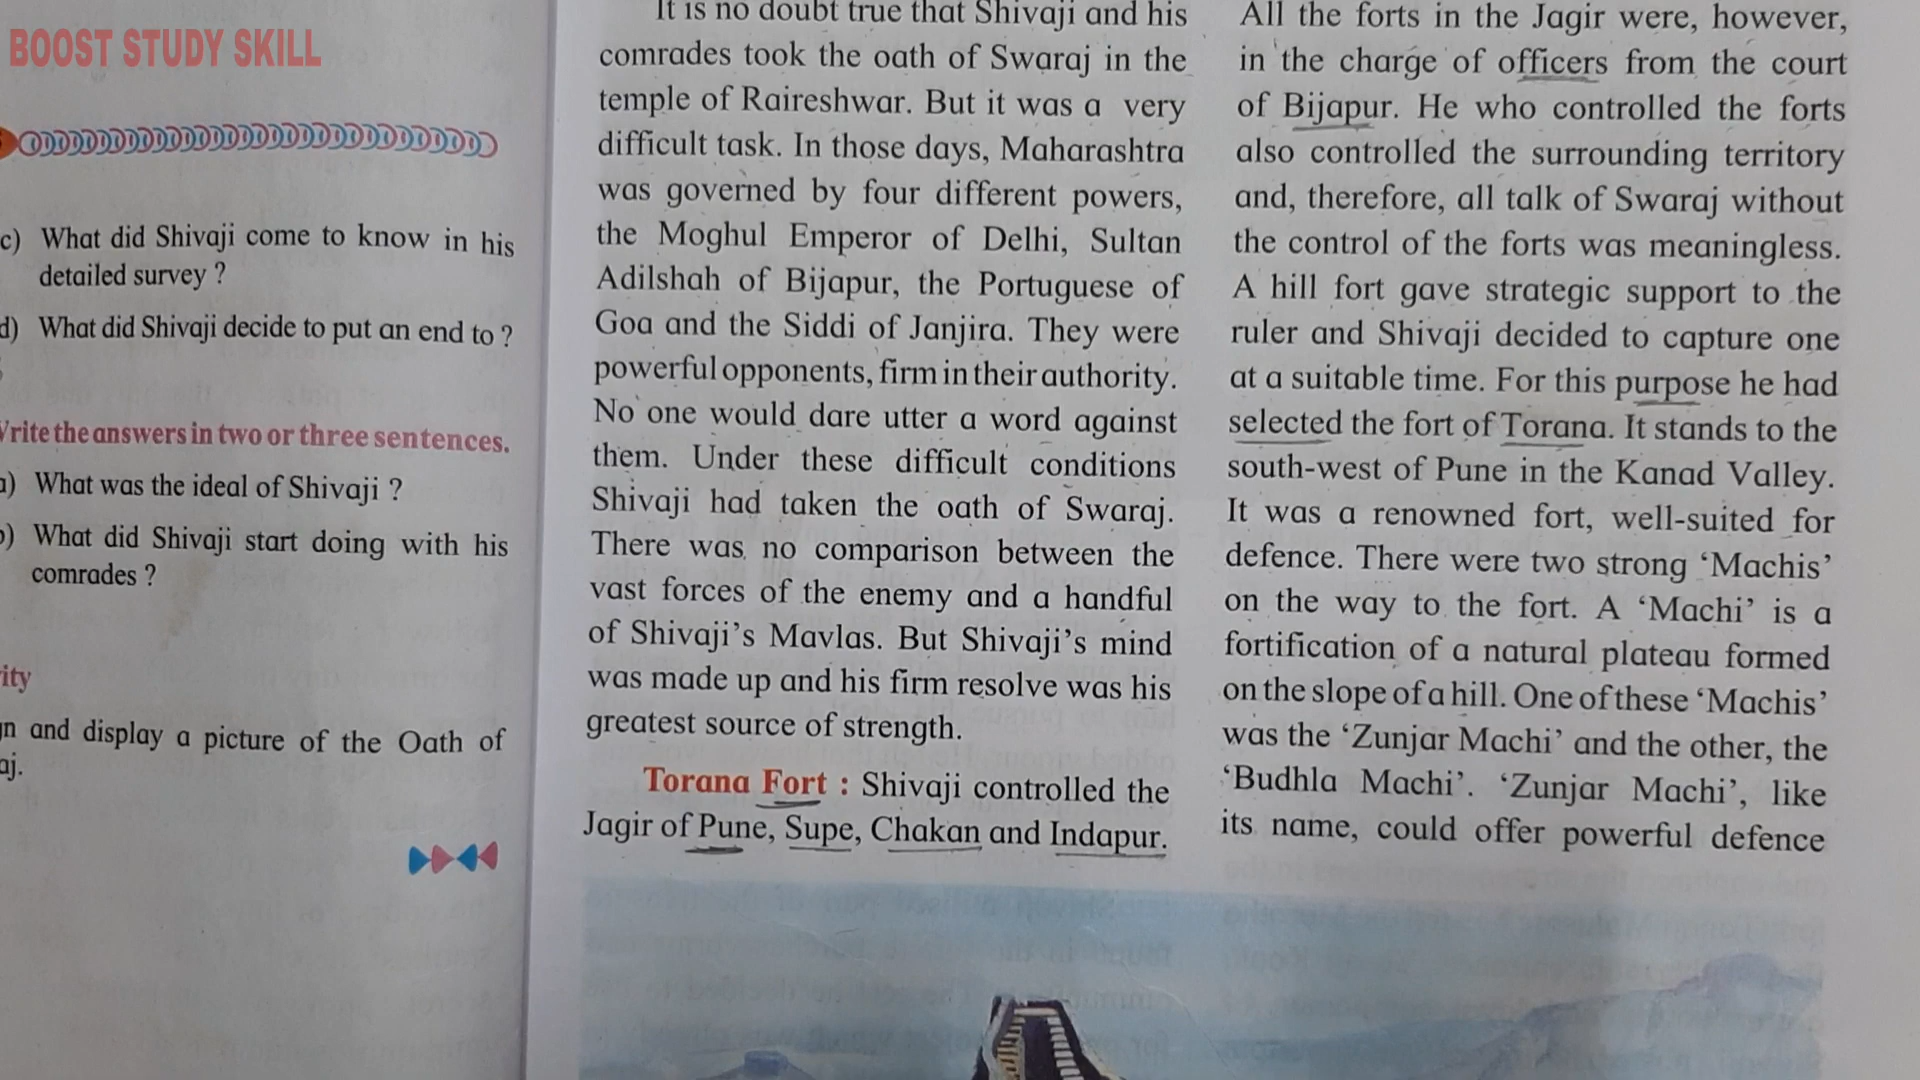 BOOST STUDY SKILL
c) What did Shivaji come to know in his
detailed survey ?
d) What did Shivaji decide to put an end to ?
Write the answers in two or three sentences.
a) What was the ideal of Shivaji ?
b) What did Shivaji start doing with his
comrades ?
and display a picture of the Oath of
It is no doubt true that Shivaji and his
comrades took the oath of Swaraj in the
temple of Raireshwar. But it was a very
difficult task. In those days, Maharashtra
was governed by four different powers,
the Moghul Emperor of Delhi, Sultan
Adilshah of Bijapur, the Portuguese of
Goa and the Siddi of Janjira. They were
powerful opponents, firm in their authority.
No one would dare utter a word against
them. Under these difficult conditions
Shivaji had taken the oath of Swaraj.
There was no comparison between the
vast forces of the enemy and a handful
of Shivaji’s Mavlas. But Shivaji’s mind
was made up and his firm resolve was his
greatest source of strength.
Torana Fort : Shivaji controlled the
Jagir of Pune, Supe, Chakan and Indapur.
All the forts in the Jagir were, however,
in the charge of officers from the court
of Bijapur. He who controlled the forts
also controlled the surrounding territory
and, therefore, all talk of Swaraj without
the control of the forts was meaningless.
A hill fort gave strategic support to the
ruler and Shivaji decided to capture one
at a suitable time. For this purpose he had
selected the fort of Torana. It stands to the
south-west of Pune in the Kanad Valley.
It was a renowned fort, well-suited for
defence. There were two strong ‘Machis’
on the way to the fort. A ‘Machi’ is a
fortification of a natural plateau formed
on the slope of a hill. One of these ‘Machis’
was the ‘Zunjar Machi’ and the other, the
‘Budhla Machi’. ‘Zunjar Machi’, like
its name, could offer powerful defence